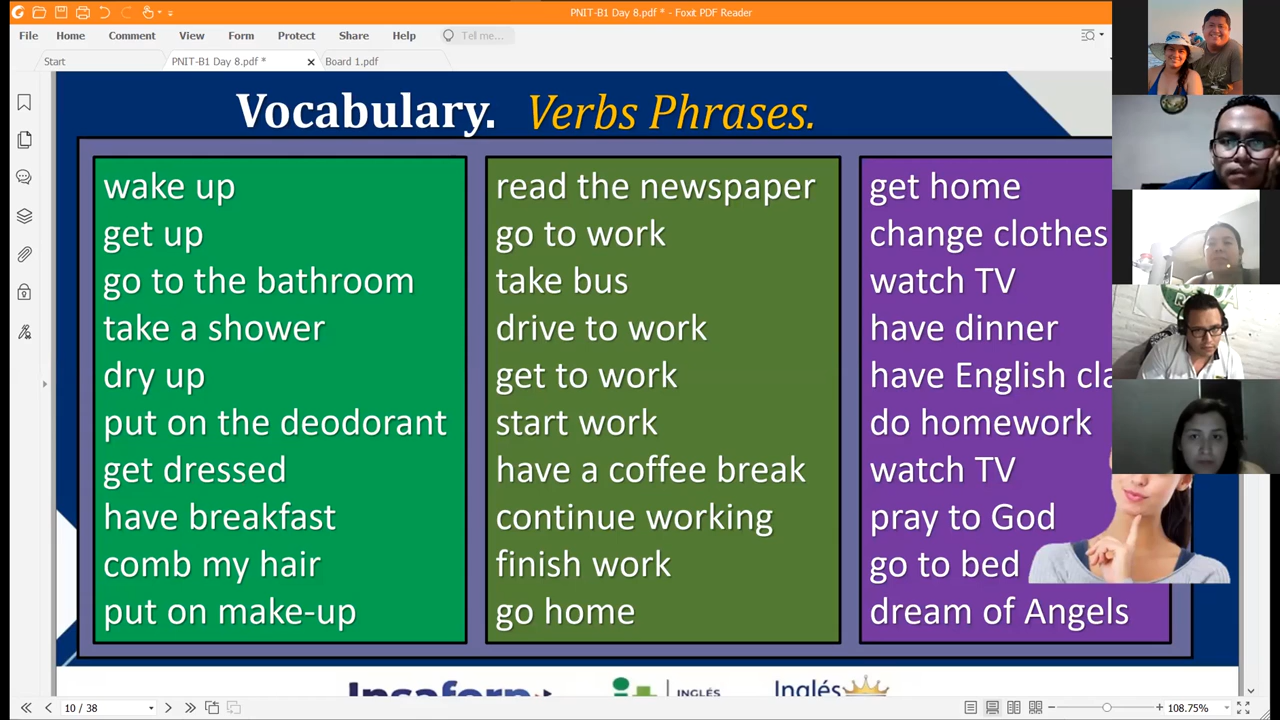 PNIT-B1 Day 8.pdf * - Foxit PDF Reader
File Home Comment View Form Protect Share Help Tell me...
Start PNIT-B1 Day 8.pdf * Board 1.pdf
Vocabulary. Verbs Phrases.
wake up
get up
go to the bathroom
take a shower
dry up
put on the deodorant
get dressed
have breakfast
comb my hair
put on make-up
read the newspaper
go to work
take bus
drive to work
get to work
start work
have a coffee break
continue working
finish work
go home
get home
change clothes
watch TV
have dinner
have English cla
do homework
watch TV
pray to God
go to bed
dream of Angels
Insaforp INGLÉS Inglés
10 / 38 108.75%